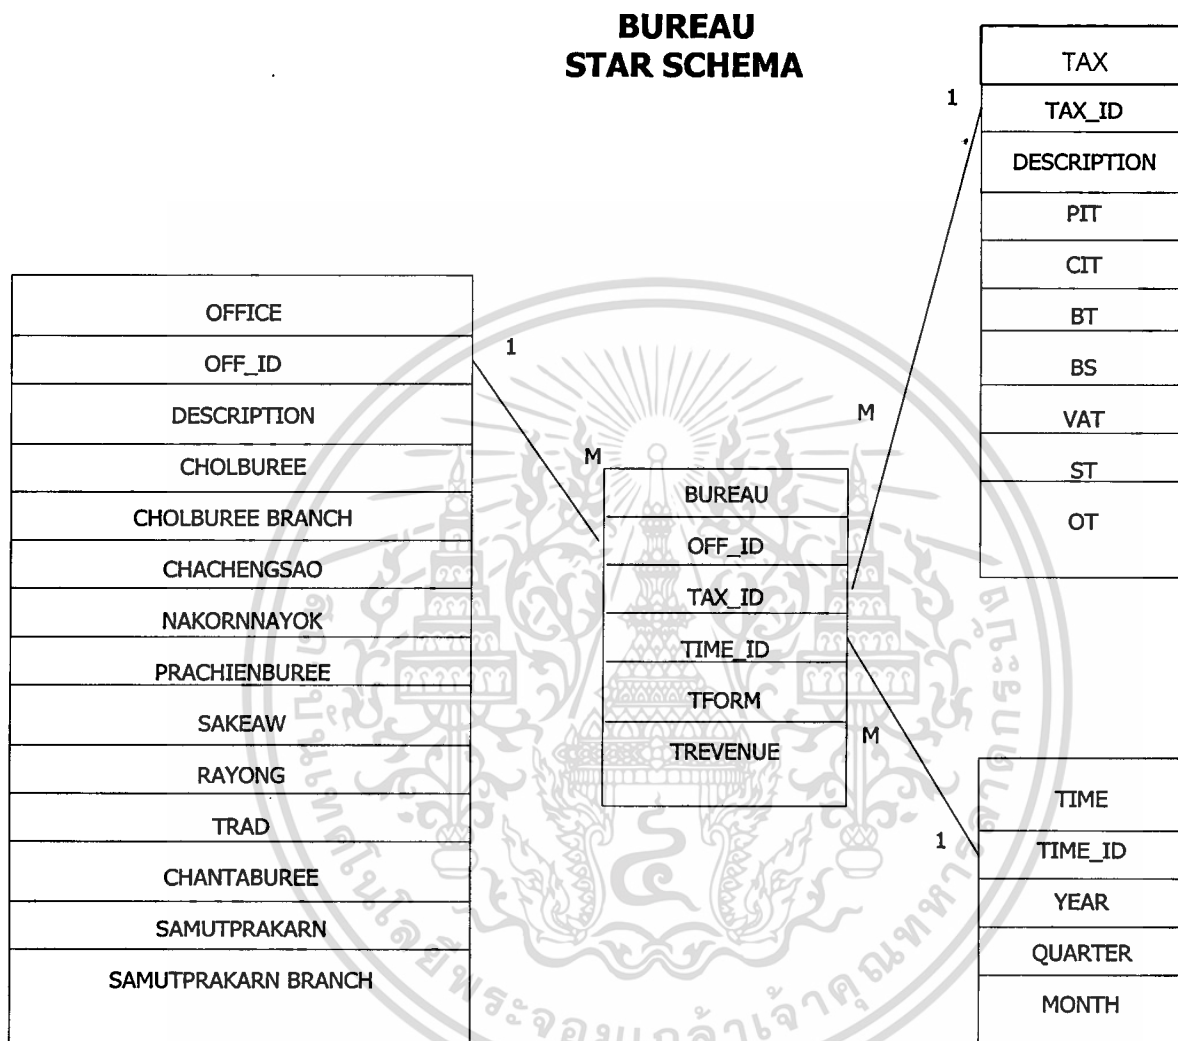 BUREAU
STAR SCHEMA
TAX
1
TAX_ID
DESCRIPTION
PIT
CIT
BT
BS
VAT
ST
OT
OFFICE
1
OFF_ID
DESCRIPTION
CHOLBUREE
CHOLBUREE BRANCH
CHACHENGSAO
NAKORNNAYOK
PRACHIENBUREE
SAKEAW
RAYONG
TRAD
CHANTABUREE
SAMUTPRAKARN
SAMUTPRAKARN BRANCH
M
M
BUREAU
OFF_ID
TAX_ID
TIME_ID
TFORM
TREVENUE
M
1
TIME
TIME_ID
YEAR
QUARTER
MONTH